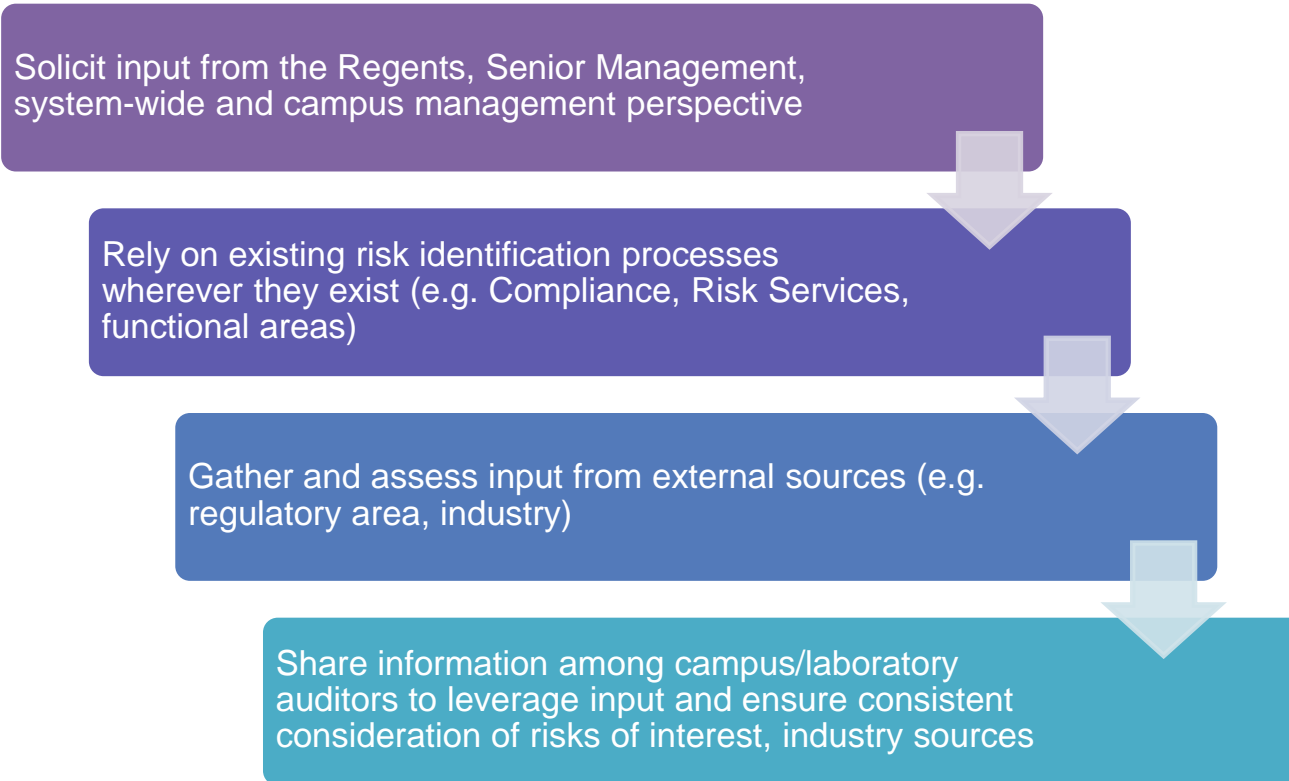 Solicit input from the Regents, Senior Management,
system-wide and campus management perspective
Rely on existing risk identification processes
wherever they exist (e.g. Compliance, Risk Services,
functional areas)
Gather and assess input from external sources (e.g.
regulatory area, industry)
Share information among campus/laboratory
auditors to leverage input and ensure consistent
consideration of risks of interest, industry sources